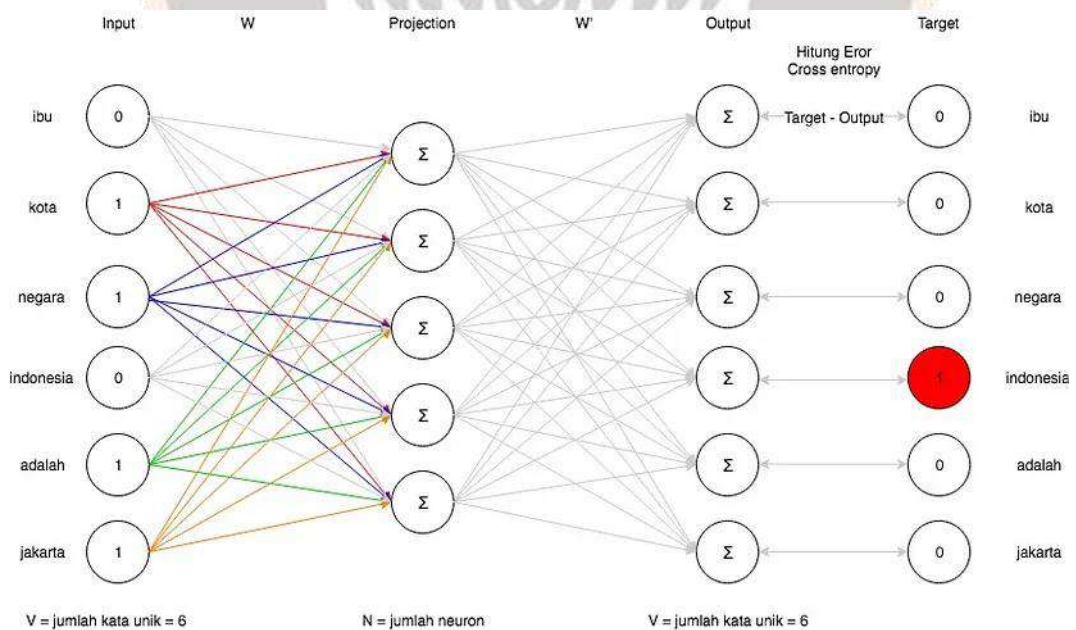 Input W Projection W' Output Target
Hitung Eror
Cross entropy
ibu 0 Σ Target - Output 0 ibu
Σ
kota 1 Σ 0 kota
Σ
negara 1 Σ 0 negara
Σ
indonesia 0 Σ 1 indonesia
Σ
adalah 1 Σ 0 adalah
Σ
jakarta 1 Σ 0 jakarta
V = jumlah kata unik = 6 N = jumlah neuron V = jumlah kata unik = 6